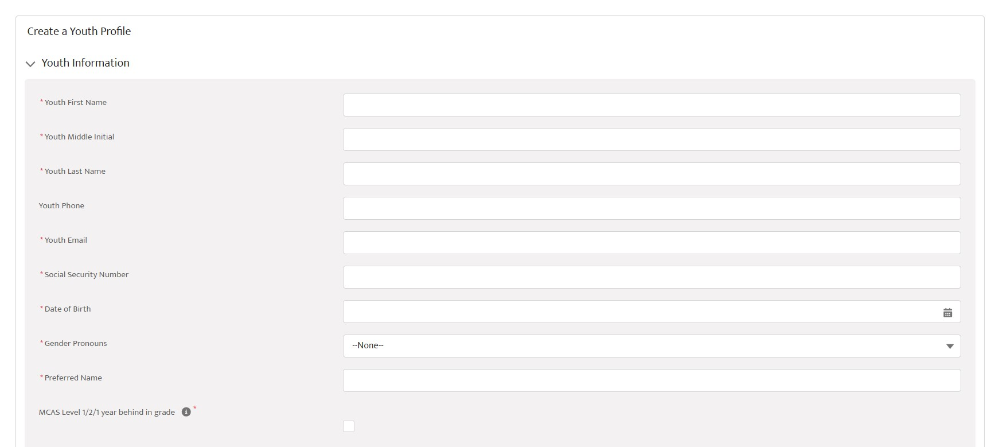 Create a Youth Profile
Youth Information
*Youth First Name
*Youth Middle Initial
*Youth Last Name
Youth Phone
*Youth Email
*Social Security Number
*Date of Birth
*Gender Pronouns --None--
*Preferred Name
MCAS Level 1/2/1 year behind in grade *